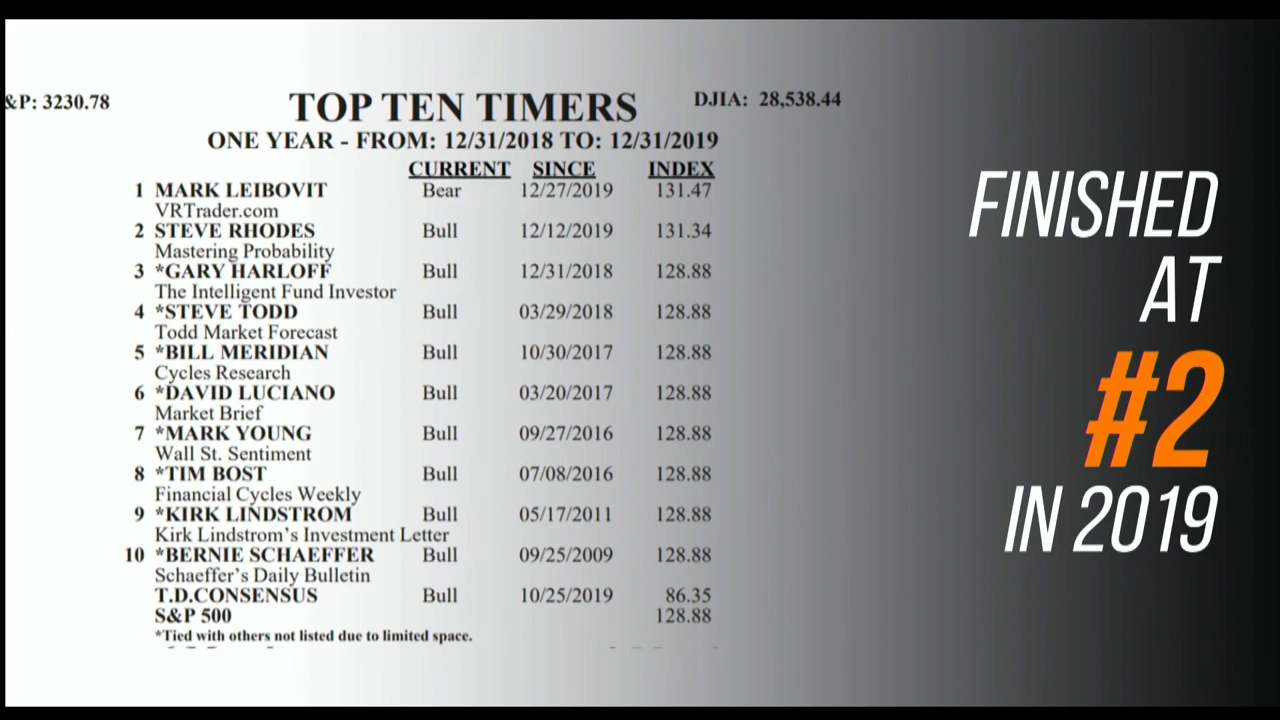 &P: 3230.78
TOP TEN TIMERS
DJIA: 28,538.44
ONE YEAR - FROM: 12/31/2018 TO: 12/31/2019
CURRENT SINCE INDEX
1 MARK LEIBOVIT Bear 12/27/2019 131.47
VRTrader.com
2 STEVE RHODES Bull 12/12/2019 131.34
Mastering Probability
3 *GARY HARLOFF Bull 12/31/2018 128.88
The Intelligent Fund Investor
4 *STEVE TODD Bull 03/29/2018 128.88
Todd Market Forecast
5 *BILL MERIDIAN Bull 10/30/2017 128.88
Cycles Research
6 *DAVID LUCIANO Bull 03/20/2017 128.88
Market Brief
7 *MARK YOUNG Bull 09/27/2016 128.88
Wall St. Sentiment
8 *TIM BOST Bull 07/08/2016 128.88
Financial Cycles Weekly
9 *KIRK LINDSTROM Bull 05/17/2011 128.88
Kirk Lindstrom's Investment Letter
10 *BERNIE SCHAEFFER Bull 09/25/2009 128.88
Schaeffer's Daily Bulletin
T.D.CONSENSUS Bull 10/25/2019 86.35
S&P 500 128.88
*Tied with others not listed due to limited space.
FINISHED
AT
#2
IN 2019